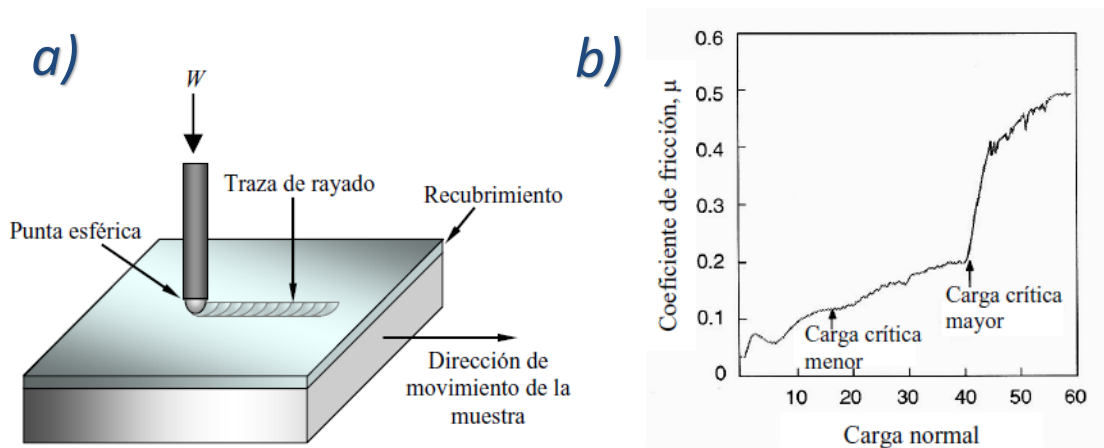 a)
W
Traza de rayado
Recubrimiento
Punta esférica
Dirección de
movimiento de la
muestra
b)
Coeficiente de fricción, μ
0.6
0.5
0.4
0.3
0.2
0.1
0
Carga crítica
menor
Carga crítica
mayor
10 20 30 40 50 60
Carga normal